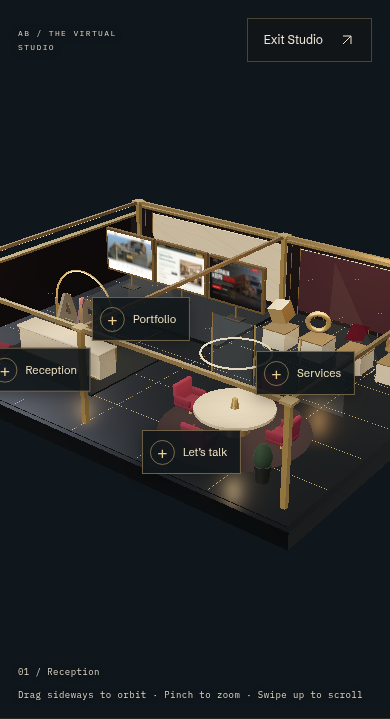 AB / THE VIRTUAL
STUDIO
Exit Studio
Portfolio
Reception
Services
Let's talk
01 / Reception
Drag sideways to orbit · Pinch to zoom · Swipe up to scroll